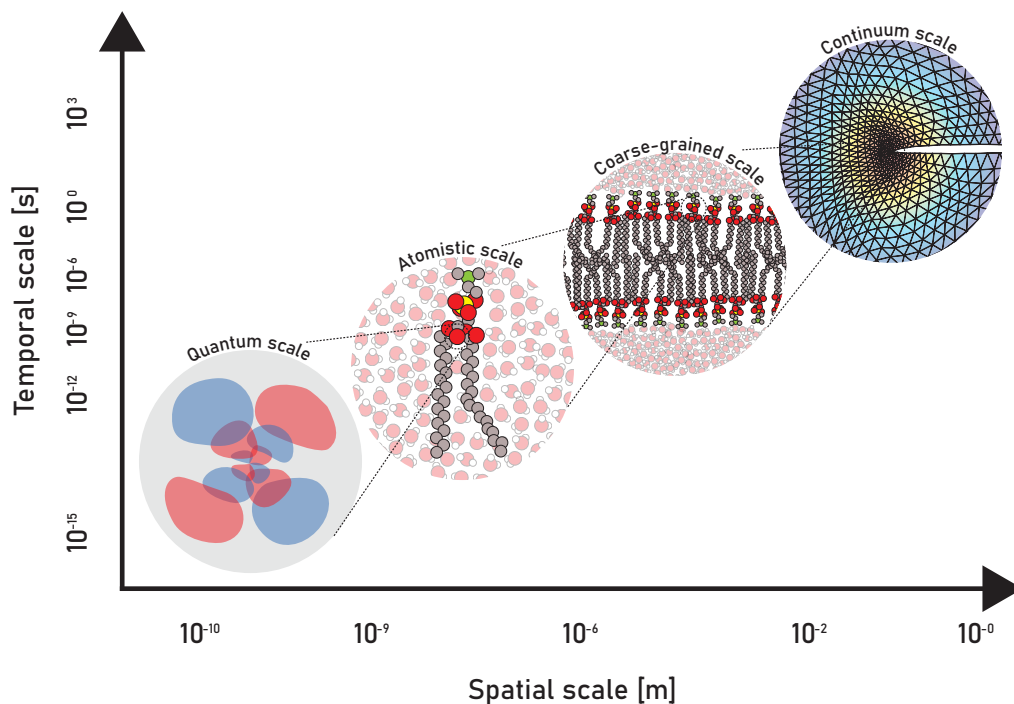 Continuum scale
Coarse-grained scale
Atomistic scale
Quantum scale
Temporal scale [s]
10³
10⁰
10⁻⁶
10⁻⁹
10⁻¹²
10⁻¹⁵
10⁻¹⁰
10⁻⁹
10⁻⁶
10⁻²
10⁻⁰
Spatial scale [m]